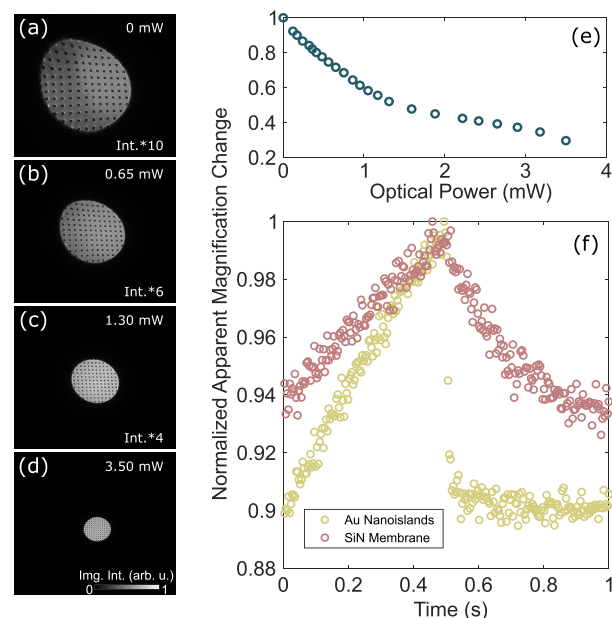 (a)
0 mW
Int.*10
(b)
0.65 mW
Int.*6
(c)
1.30 mW
Int.*4
(d)
3.50 mW
Img. Int. (arb. u.)
0 1
Normalized Apparent Magnification Change
(e)
1
0.8
0.6
0.4
0.2
0 1 2 3 4
Optical Power (mW)
(f)
1
0.98
0.96
0.94
0.92
0.9
0.88
Au Nanoislands
SiN Membrane
0 0.2 0.4 0.6 0.8 1
Time (s)